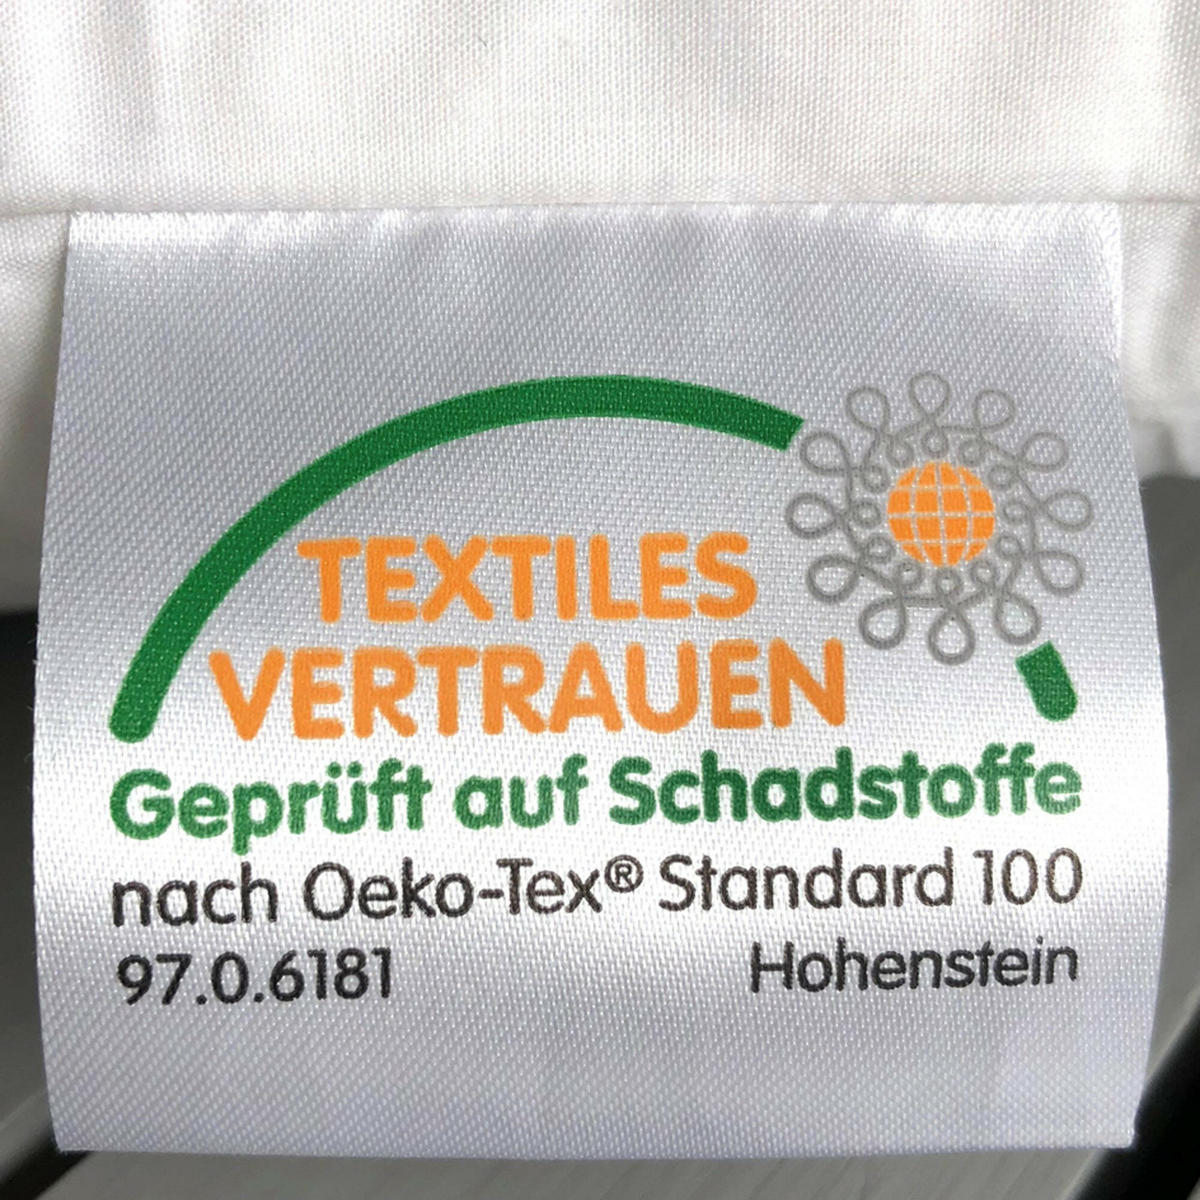 TEXTILES
VERTRAUEN
Geprüft auf Schadstoffe
nach Oeko-Tex® Standard 100
97.0.6181 Hohenstein